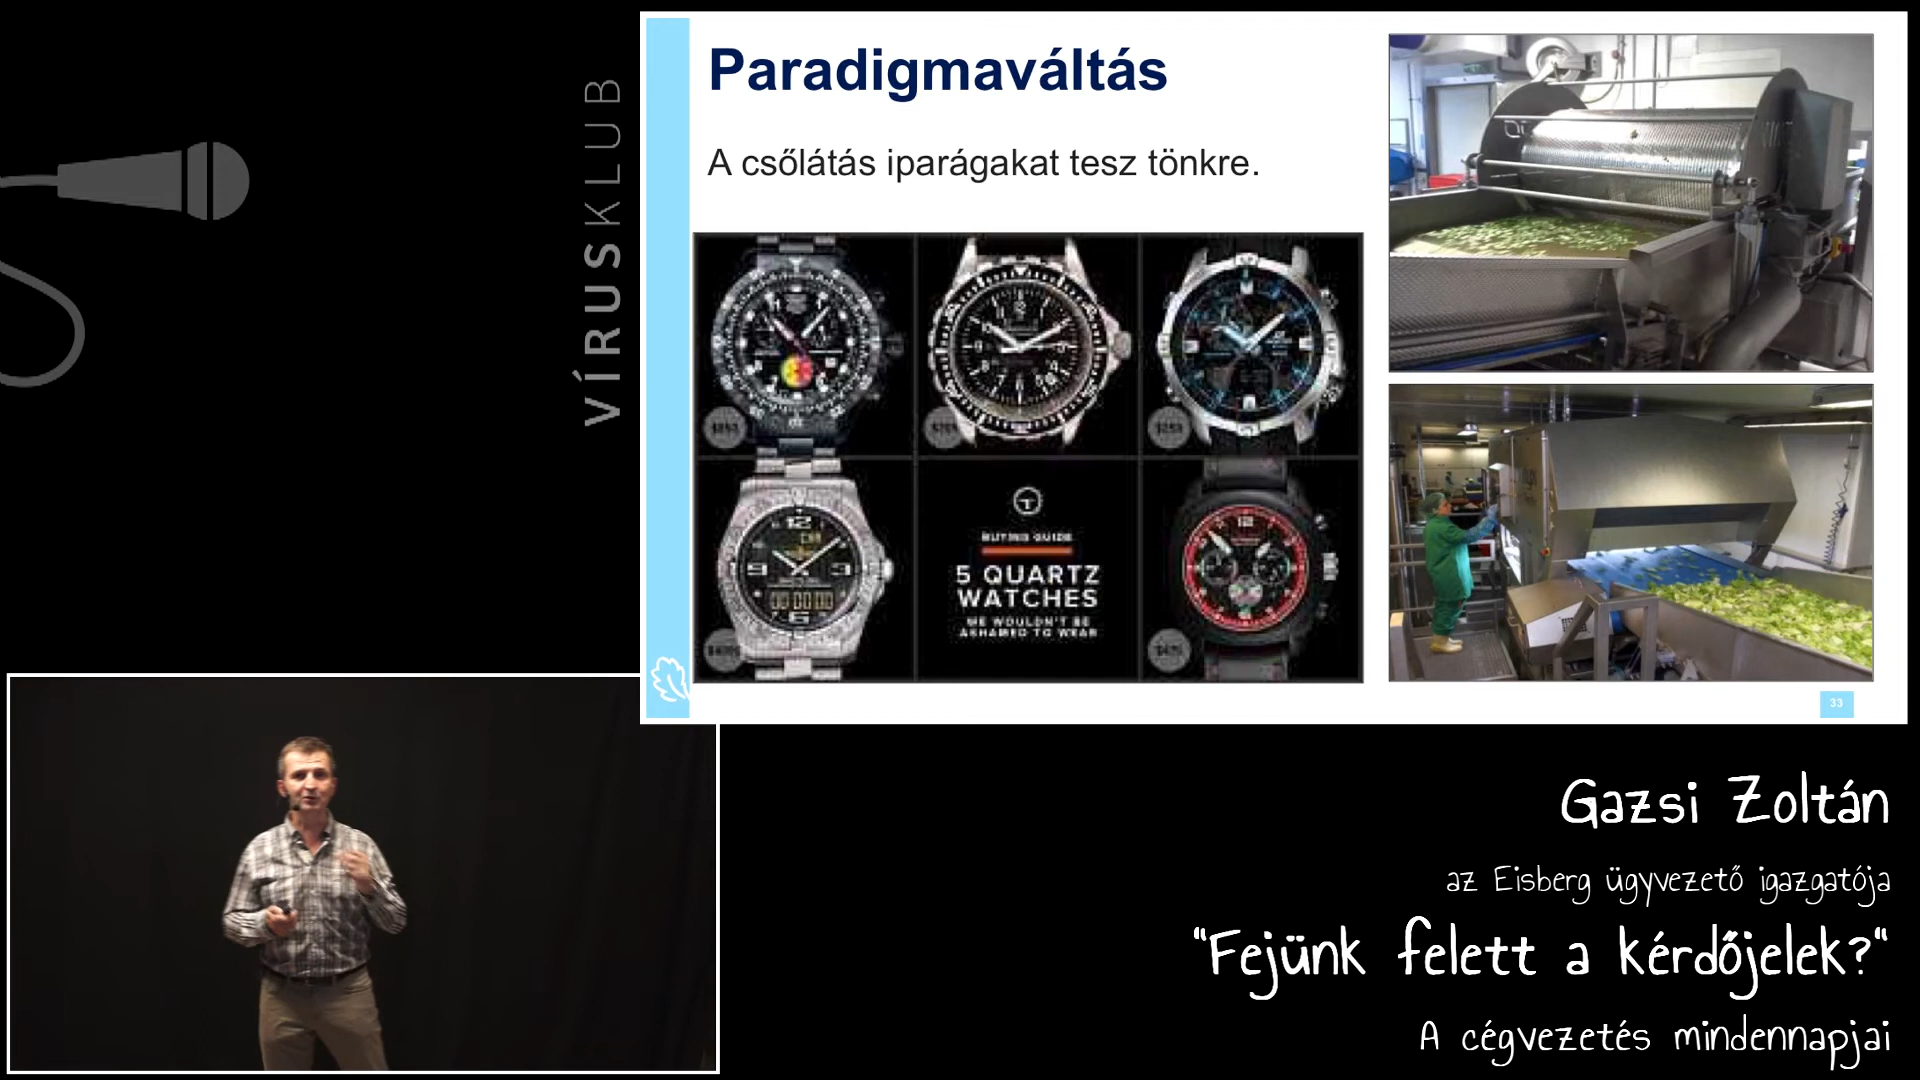 VÍRUSKLUB
Paradigmaváltás
A csőlátás iparágakat tesz tönkre.
BUYING GUIDE
5 QUARTZ
WATCHES
WE WOULDN'T BE
ASHAMED TO WEAR
33
Gazsi Zoltán
az Eisberg ügyvezető igazgatója
"Fejünk felett a kérdőjelek?"
A cégvezetés mindennapjai